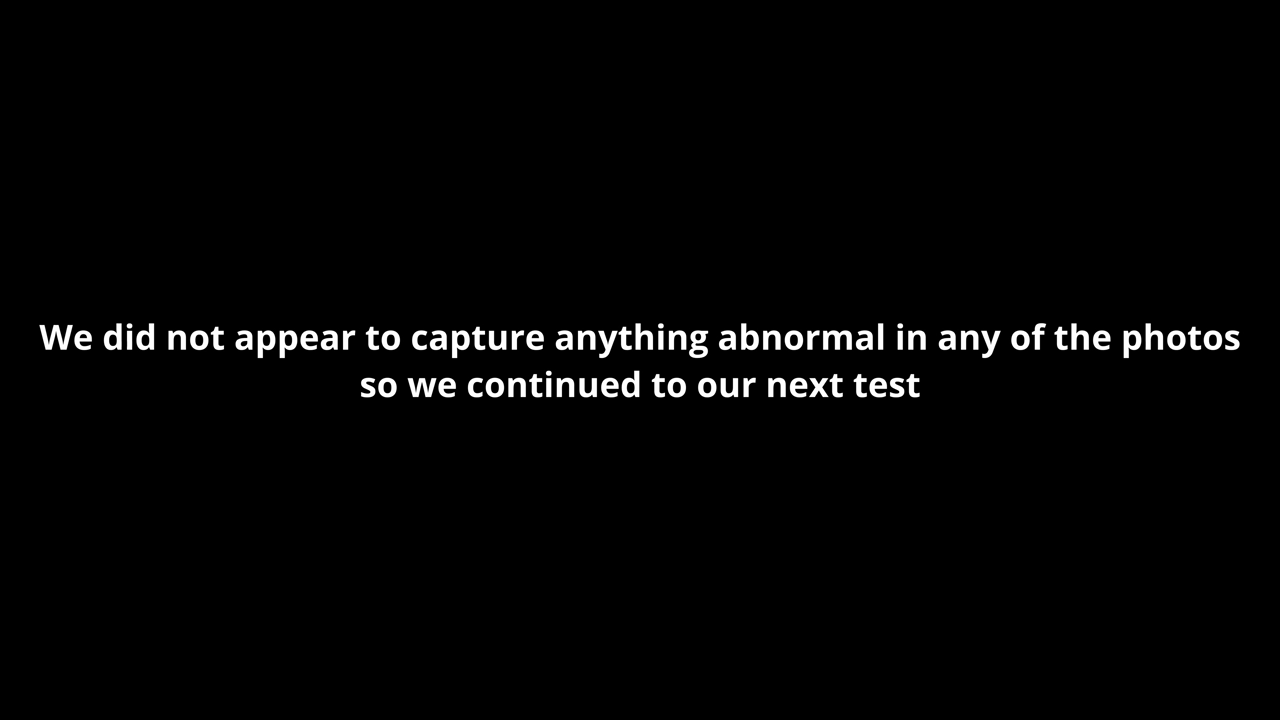 We did not appear to capture anything abnormal in any of the photos
so we continued to our next test